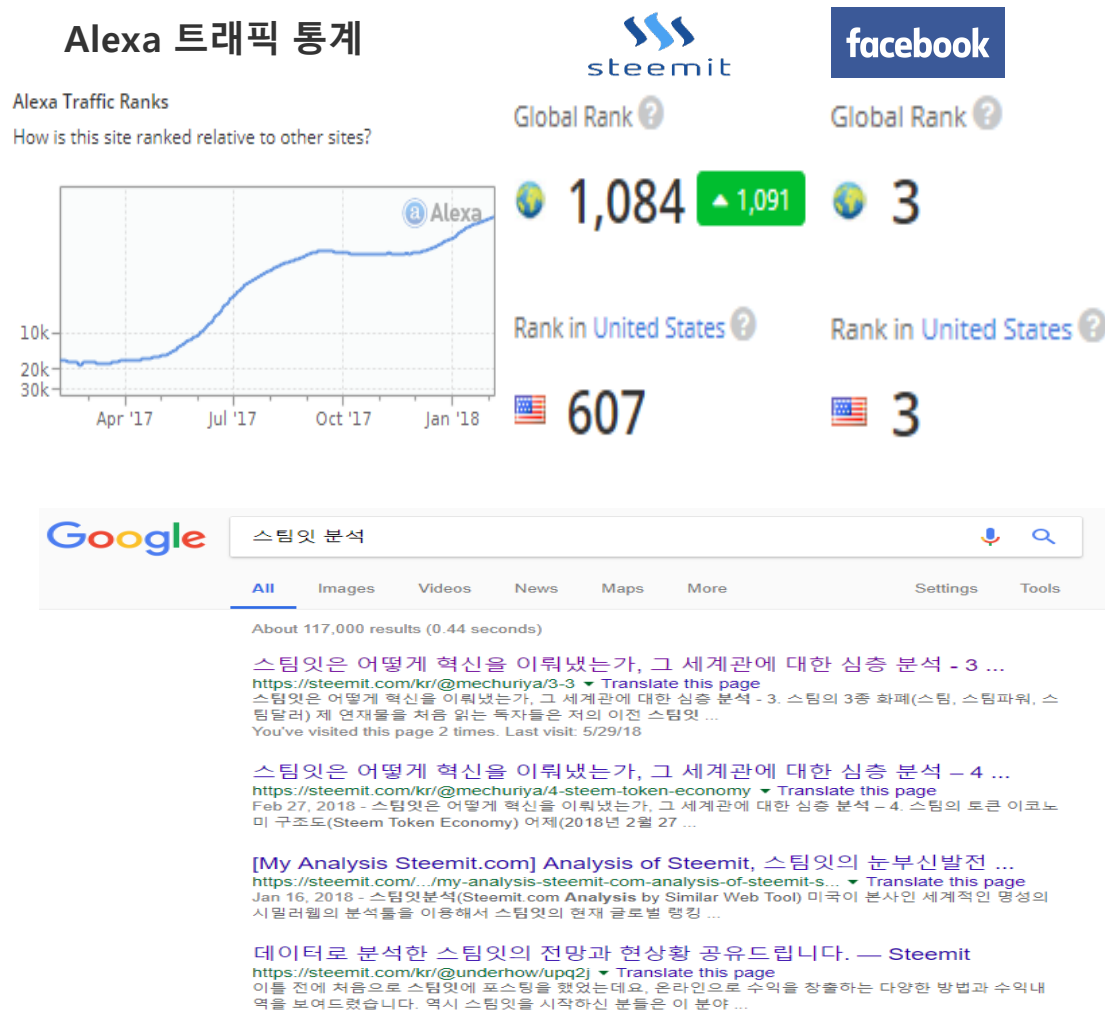 Alexa 트래픽 통계
steemit
facebook
Alexa Traffic Ranks
How is this site ranked relative to other sites?
Global Rank ?
Global Rank ?
a Alexa
1,084
1,091
3
Rank in United States ?
Rank in United States ?
607
3
10k
20k
30k
Apr '17
Jul '17
Oct '17
Jan '18
Google
스팀잇 분석
All
Images
Videos
News
Maps
More
Settings
Tools
About 117,000 results (0.44 seconds)
스팀잇은 어떻게 혁신을 이뤄냈는가, 그 세계관에 대한 심층 분석 - 3 ...
https://steemit.com/kr/@mechuriya/3-3 ▼ Translate this page
스팀잇은 어떻게 혁신을 이뤄냈는가, 그 세계관에 대한 심층 분석 - 3. 스팀의 3종 화폐(스팀, 스팀파워, 스
팀달러) 제 연재물을 처음 읽는 독자들은 저의 이전 스팀잇 ...
You've visited this page 2 times. Last visit: 5/29/18
스팀잇은 어떻게 혁신을 이뤄냈는가, 그 세계관에 대한 심층 분석 – 4 ...
https://steemit.com/kr/@mechuriya/4-steem-token-economy ▼ Translate this page
Feb 27, 2018 - 스팀잇은 어떻게 혁신을 이뤄냈는가, 그 세계관에 대한 심층 분석 – 4. 스팀의 토큰 이코노
미 구조도(Steem Token Economy) 어제(2018년 2월 27 ...
[My Analysis Steemit.com] Analysis of Steemit, 스팀잇의 눈부신발전 ...
https://steemit.com/.../my-analysis-steemit-com-analysis-of-steemit-s... ▼ Translate this page
Jan 16, 2018 - 스팀잇분석(Steemit.com Analysis by Similar Web Tool) 미국이 본사인 세계적인 명성의
시밀러웹의 분석툴을 이용해서 스팀잇의 현재 글로벌 랭킹 ...
데이터로 분석한 스팀잇의 전망과 현상황 공유드립니다. — Steemit
https://steemit.com/kr/@underhow/upq2j ▼ Translate this page
이틀 전에 처음으로 스팀잇에 포스팅을 했었는데요, 온라인으로 수익을 창출하는 다양한 방법과 수익내
역을 보여드렸습니다. 역시 스팀잇을 시작하신 분들은 이 분야 ...